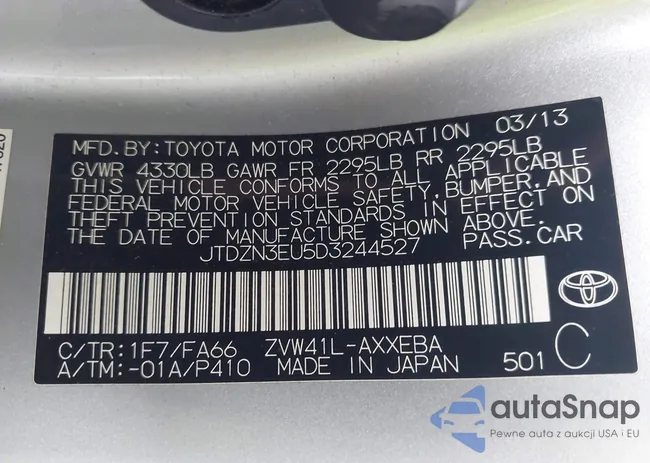 MFD.BY:TOYOTA MOTOR CORPORATION 03/13
GVWR 4330LB GAWR FR 2295LB RR 2295LB
THIS VEHICLE CONFORMS TO ALL APPLICABLE
FEDERAL MOTOR VEHICLE SAFETY, BUMPER, AND
THEFT PREVENTION STANDARDS IN EFFECT ON
THE DATE OF MANUFACTURE SHOWN ABOVE.
JTDZN3EU5D3244527 PASS.CAR
C/TR:1F7/FA66 ZVW41L-AXXEBA
A/TM:-01A/P410 MADE IN JAPAN 501 C
autaSnap
Pewne auta z aukcji USA i EU